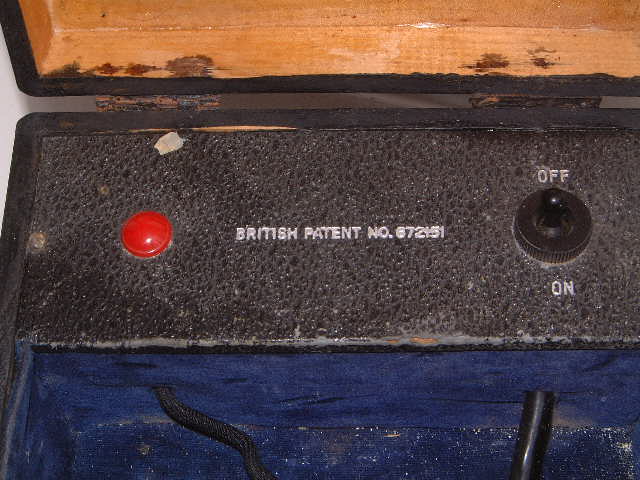 OFF
BRITISH PATENT NO. 672151
ON